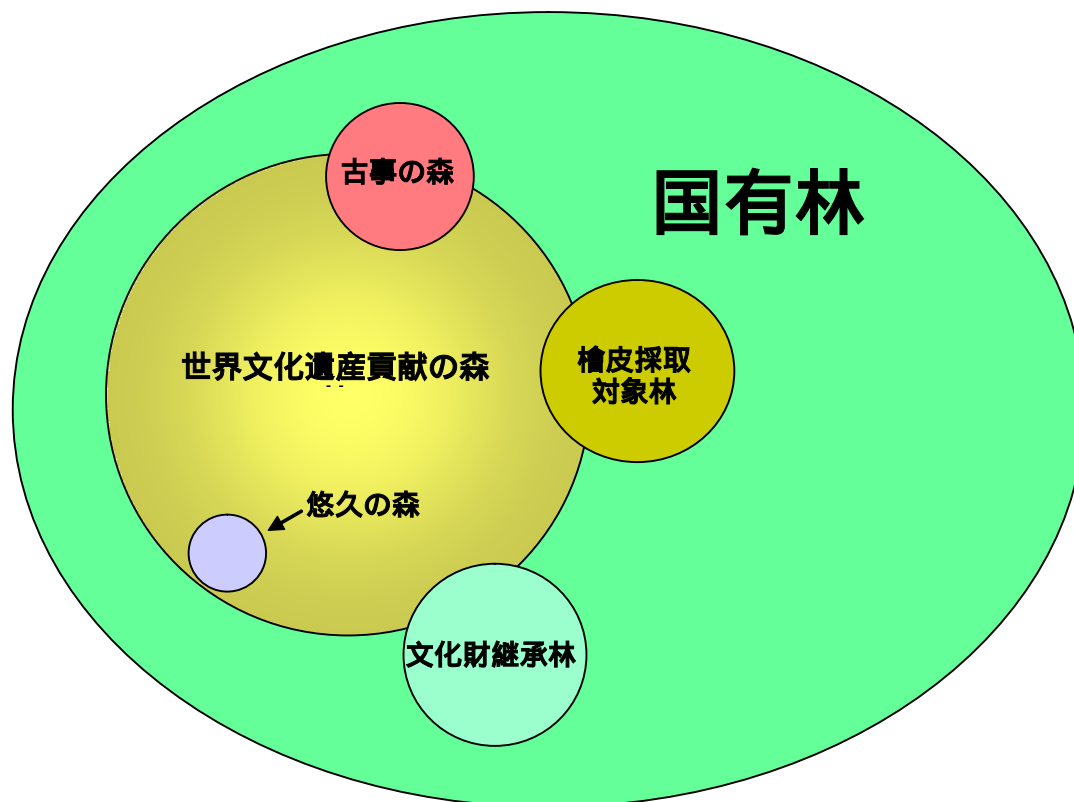 古事の森
国有林
世界文化遺産貢献の森
檜皮採取
対象林
悠久の森
文化財継承林